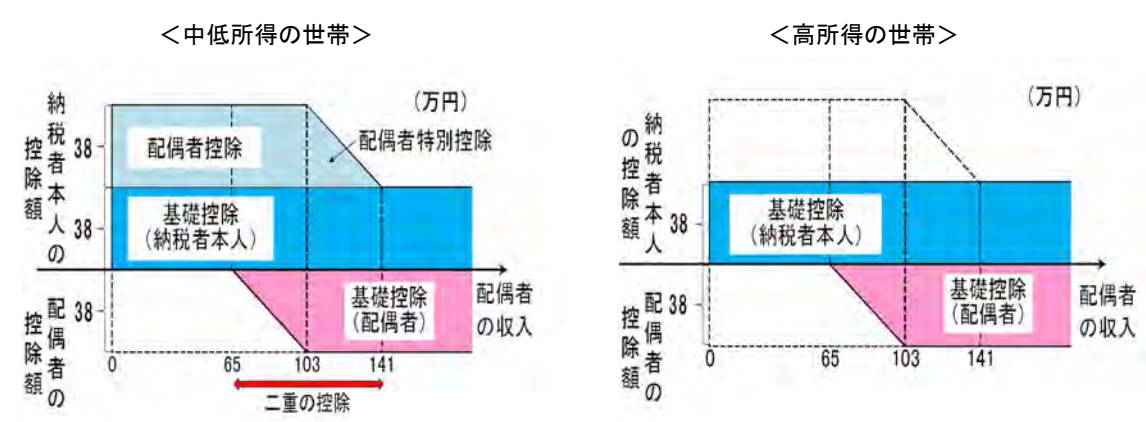 ＜中低所得の世帯＞
（万円）
納税者本人の
控除額
38
配偶者控除
配偶者特別控除
38
基礎控除
（納税者本人）
配偶者の
控除額
38
基礎控除
（配偶者）
配偶者
の収入
0
65
103
141
二重の控除
＜高所得の世帯＞
（万円）
納税者本人
の控除額
38
基礎控除
（納税者本人）
配偶者の
控除額
38
基礎控除
（配偶者）
配偶者
の収入
0
65
103
141